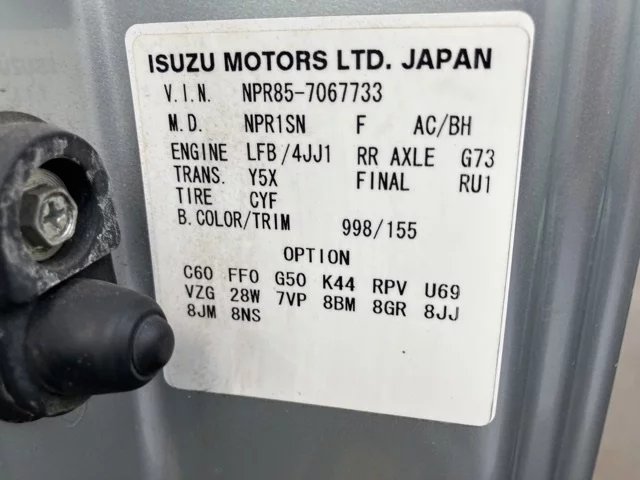 ISUZU MOTORS LTD. JAPAN
V.I.N. NPR85-7067733
M.D. NPR1SN F AC/BH
ENGINE LFB/4JJ1 RR AXLE G73
TRANS. Y5X FINAL RU1
TIRE CYF
B.COLOR/TRIM 998/155
OPTION
C60 FF0 G50 K44 RPV U69
VZG 28W 7VP 8BM 8GR 8JJ
8JM 8NS